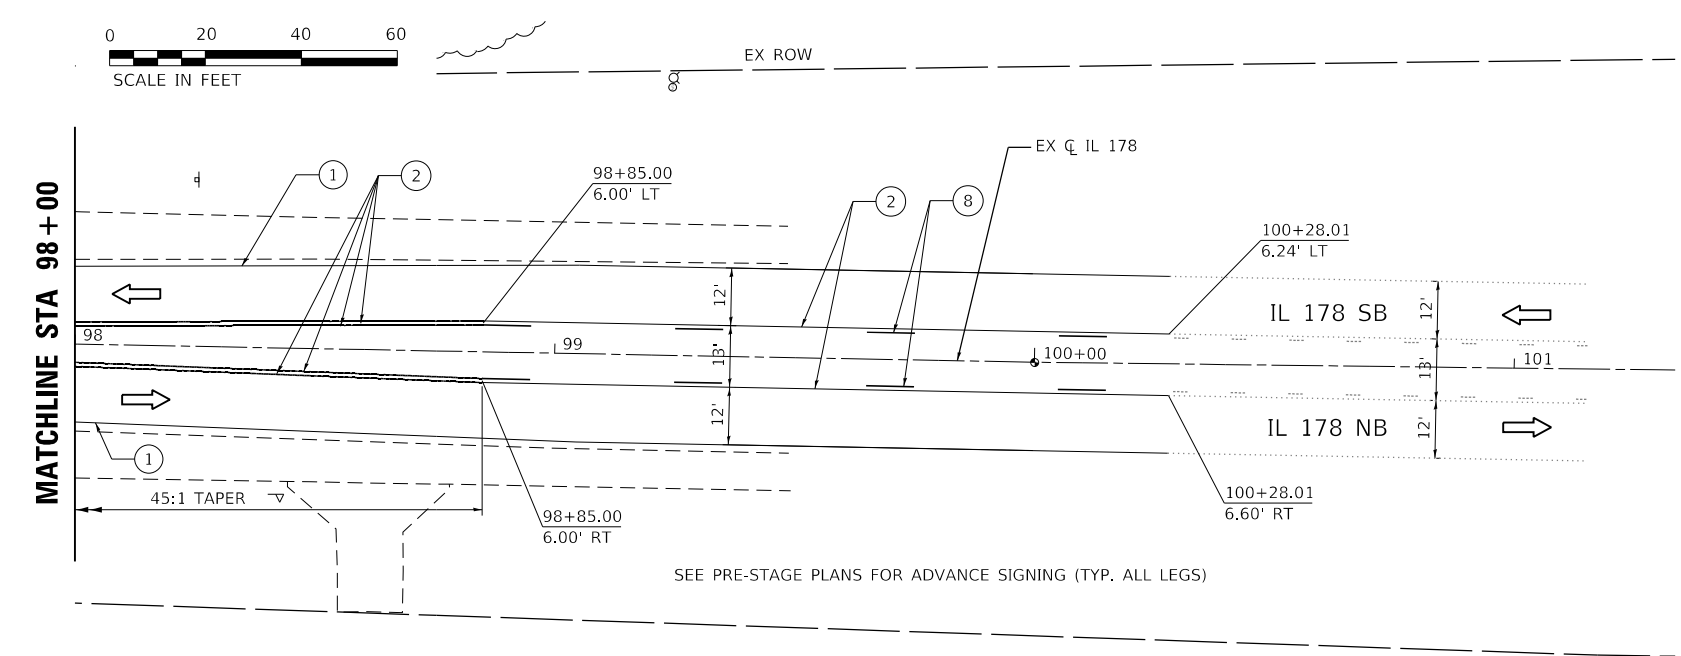 0 20 40 60
SCALE IN FEET
EX ROW
EX ℄ IL 178
MATCHLINE STA 98+00
1
2
98+85.00
6.00' LT
2
8
100+28.01
6.24' LT
12'
IL 178 SB
12'
98
99
13'
100+00
101
13'
12'
IL 178 NB
12'
1
45:1 TAPER
98+85.00
6.00' RT
100+28.01
6.60' RT
SEE PRE-STAGE PLANS FOR ADVANCE SIGNING (TYP. ALL LEGS)